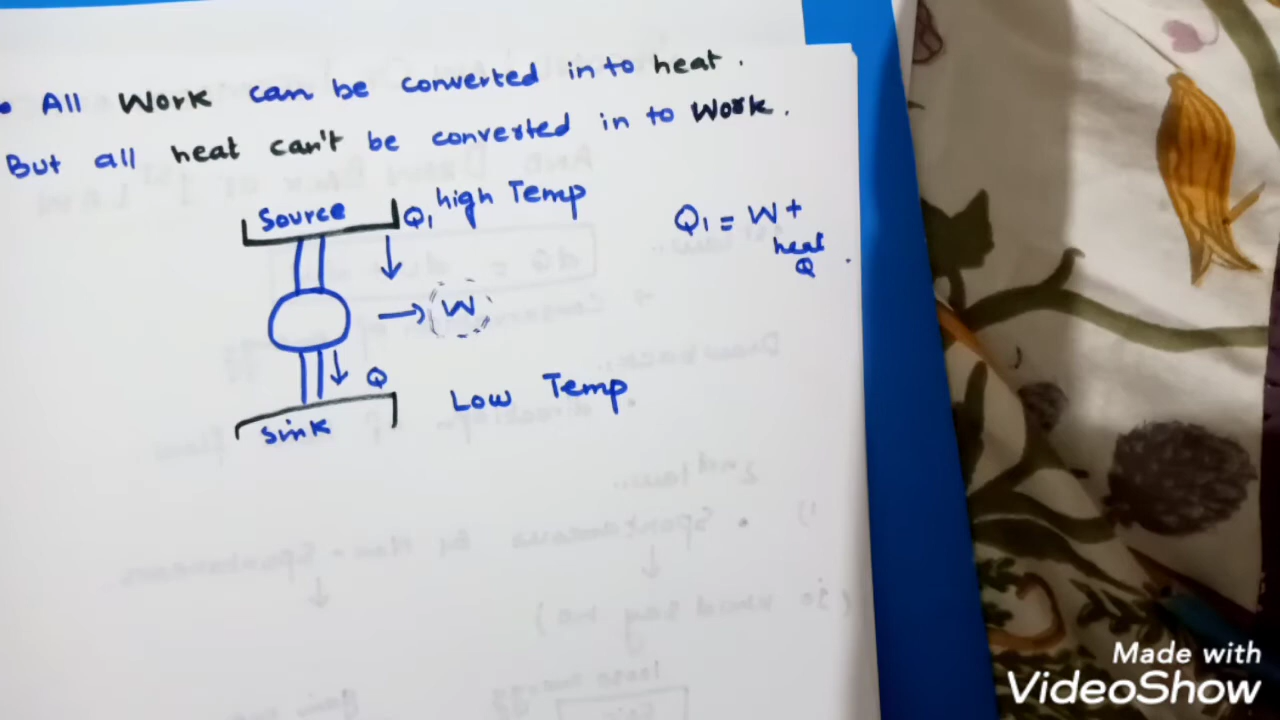 • All Work can be converted in to heat.
But all heat can't be converted in to Work.
Source Q₁ high Temp
Q₁ = W +
heat
Q.
→ W
Q
Low Temp
Sink
Made with
VideoShow